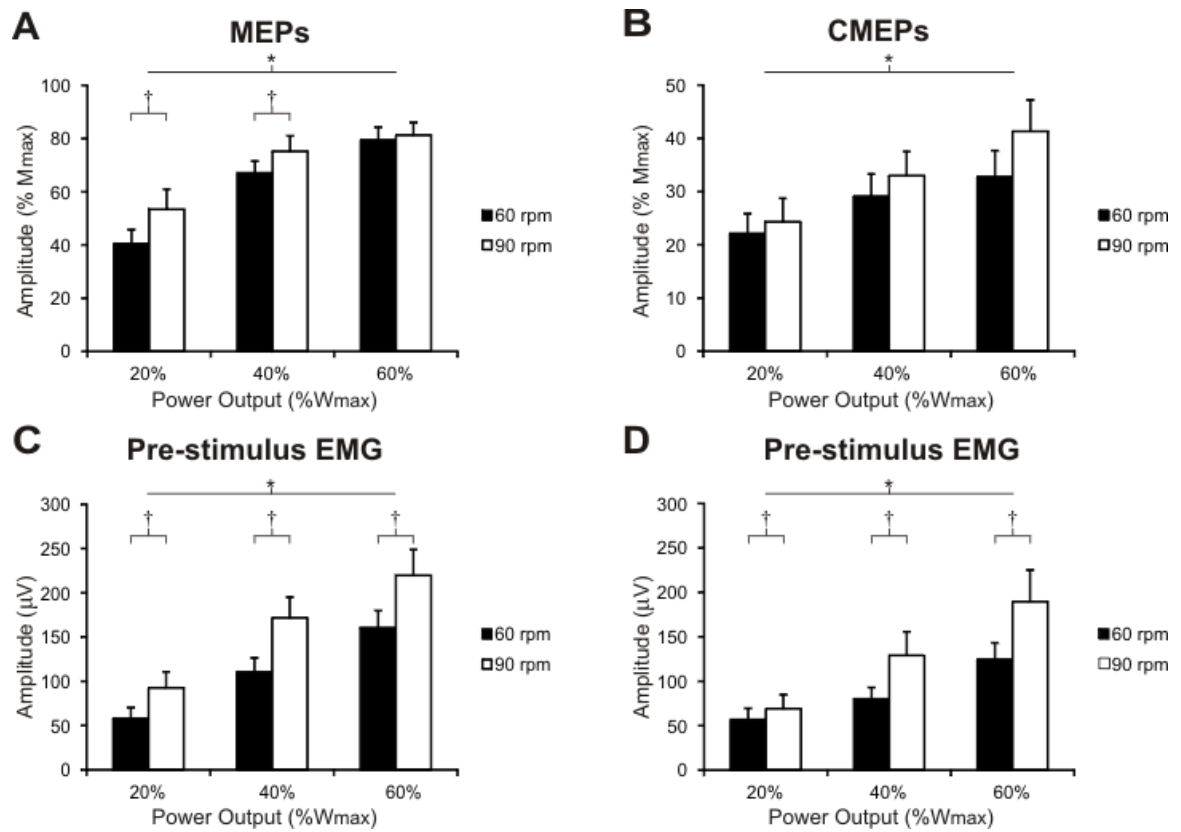 A
MEPs
*
†
†
100
80
60
40
20
0
Amplitude (% Mmax)
60 rpm
90 rpm
20%
40%
60%
Power Output (%Wmax)
B
CMEPs
*
50
40
30
20
10
0
Amplitude (% Mmax)
60 rpm
90 rpm
20%
40%
60%
Power Output (%Wmax)
C
Pre-stimulus EMG
*
†
†
†
300
250
200
150
100
50
0
Amplitude (µV)
60 rpm
90 rpm
20%
40%
60%
Power Output (%Wmax)
D
Pre-stimulus EMG
*
†
†
†
300
250
200
150
100
50
0
Amplitude (µV)
60 rpm
90 rpm
20%
40%
60%
Power Output (%Wmax)